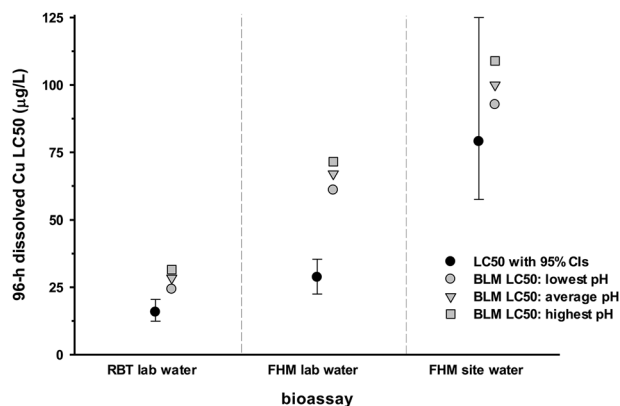 125
100
75
50
25
0
96-h dissolved Cu LC50 (µg/L)
LC50 with 95% CIs
BLM LC50: lowest pH
BLM LC50: average pH
BLM LC50: highest pH
RBT lab water
FHM lab water
FHM site water
bioassay